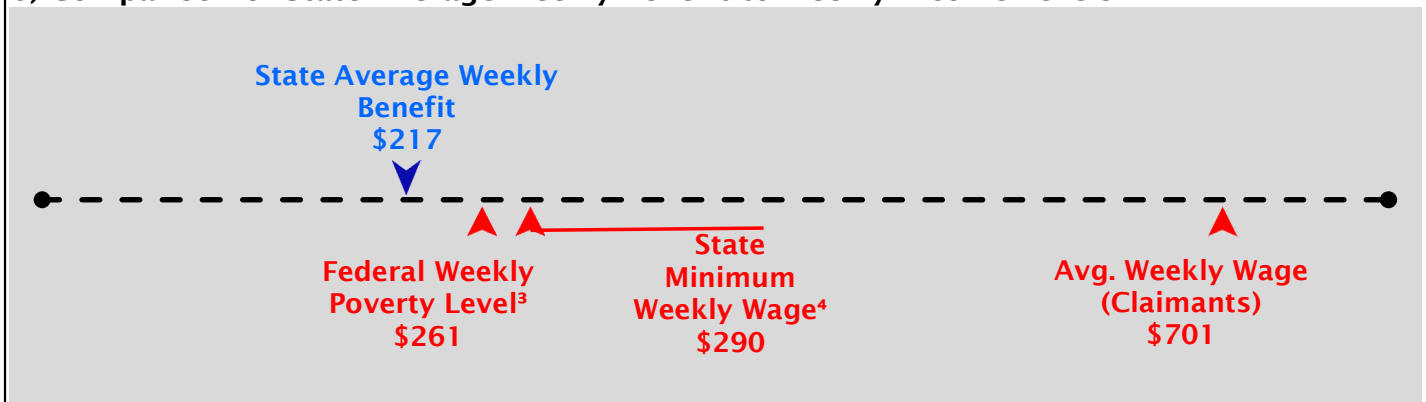 State Average Weekly
Benefit
$217
Federal Weekly
Poverty Level³
$261
State
Minimum
Weekly Wage⁴
$290
Avg. Weekly Wage
(Claimants)
$701